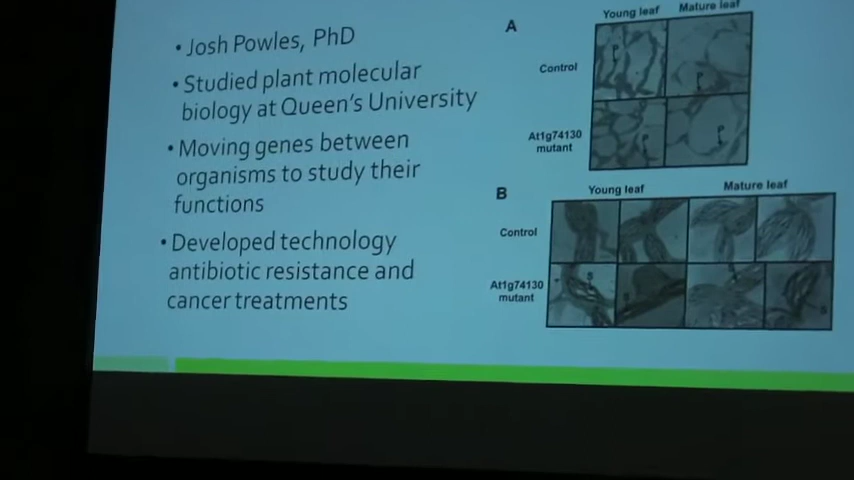 • Josh Powles, PhD
• Studied plant molecular
biology at Queen's University
• Moving genes between
organisms to study their
functions
• Developed technology
antibiotic resistance and
cancer treatments
A
Young leaf Mature leaf
Control
At1g74130
mutant
B
Young leaf Mature leaf
Control
At1g74130
mutant